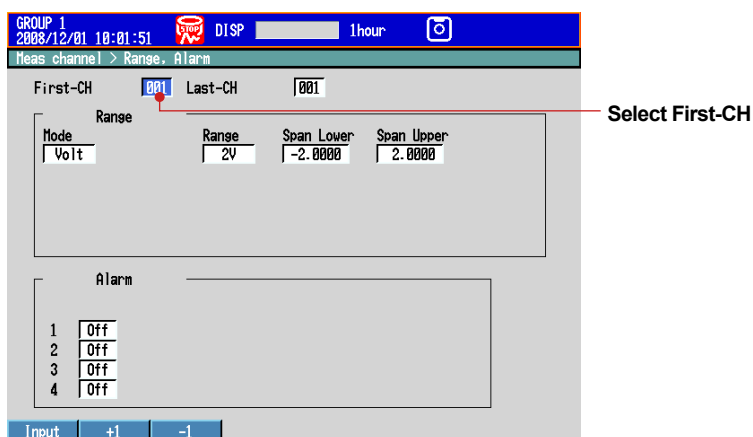 GROUP 1
2008/12/01 10:01:51 STOP DISP 1hour
Meas channel > Range, Alarm
First-CH 001 Last-CH 001
Select First-CH
Range
Mode Range Span Lower Span Upper
Volt 2V -2.0000 2.0000
Alarm
1 Off
2 Off
3 Off
4 Off
Input +1 -1